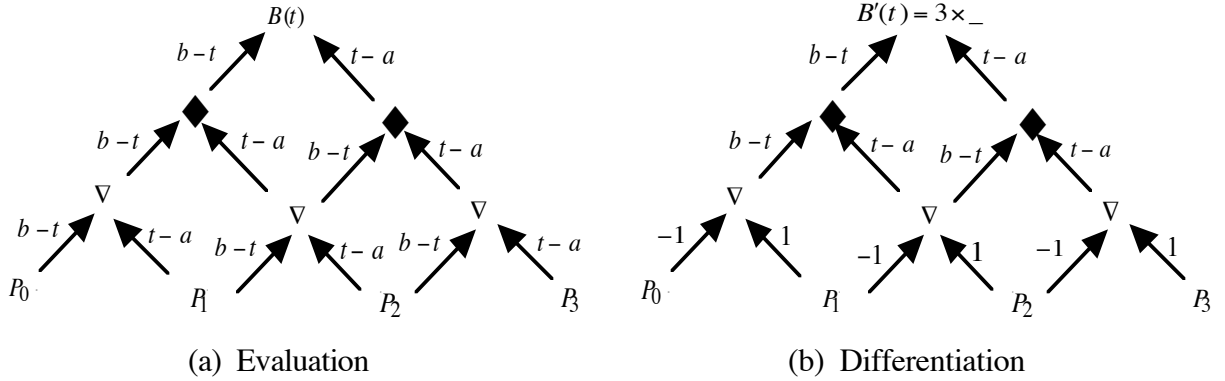 B(t) B′(t) = 3×_
b–t t–a b–t t–a
b–t t–a b–t t–a b–t t–a b–t t–a
∇ ∇ ∇ ∇ ∇ ∇
b–t t–a b–t t–a b–t t–a –1 1 –1 1 –1 1
P0 P1 P2 P3 P0 P1 P2 P3
(a) Evaluation (b) Differentiation